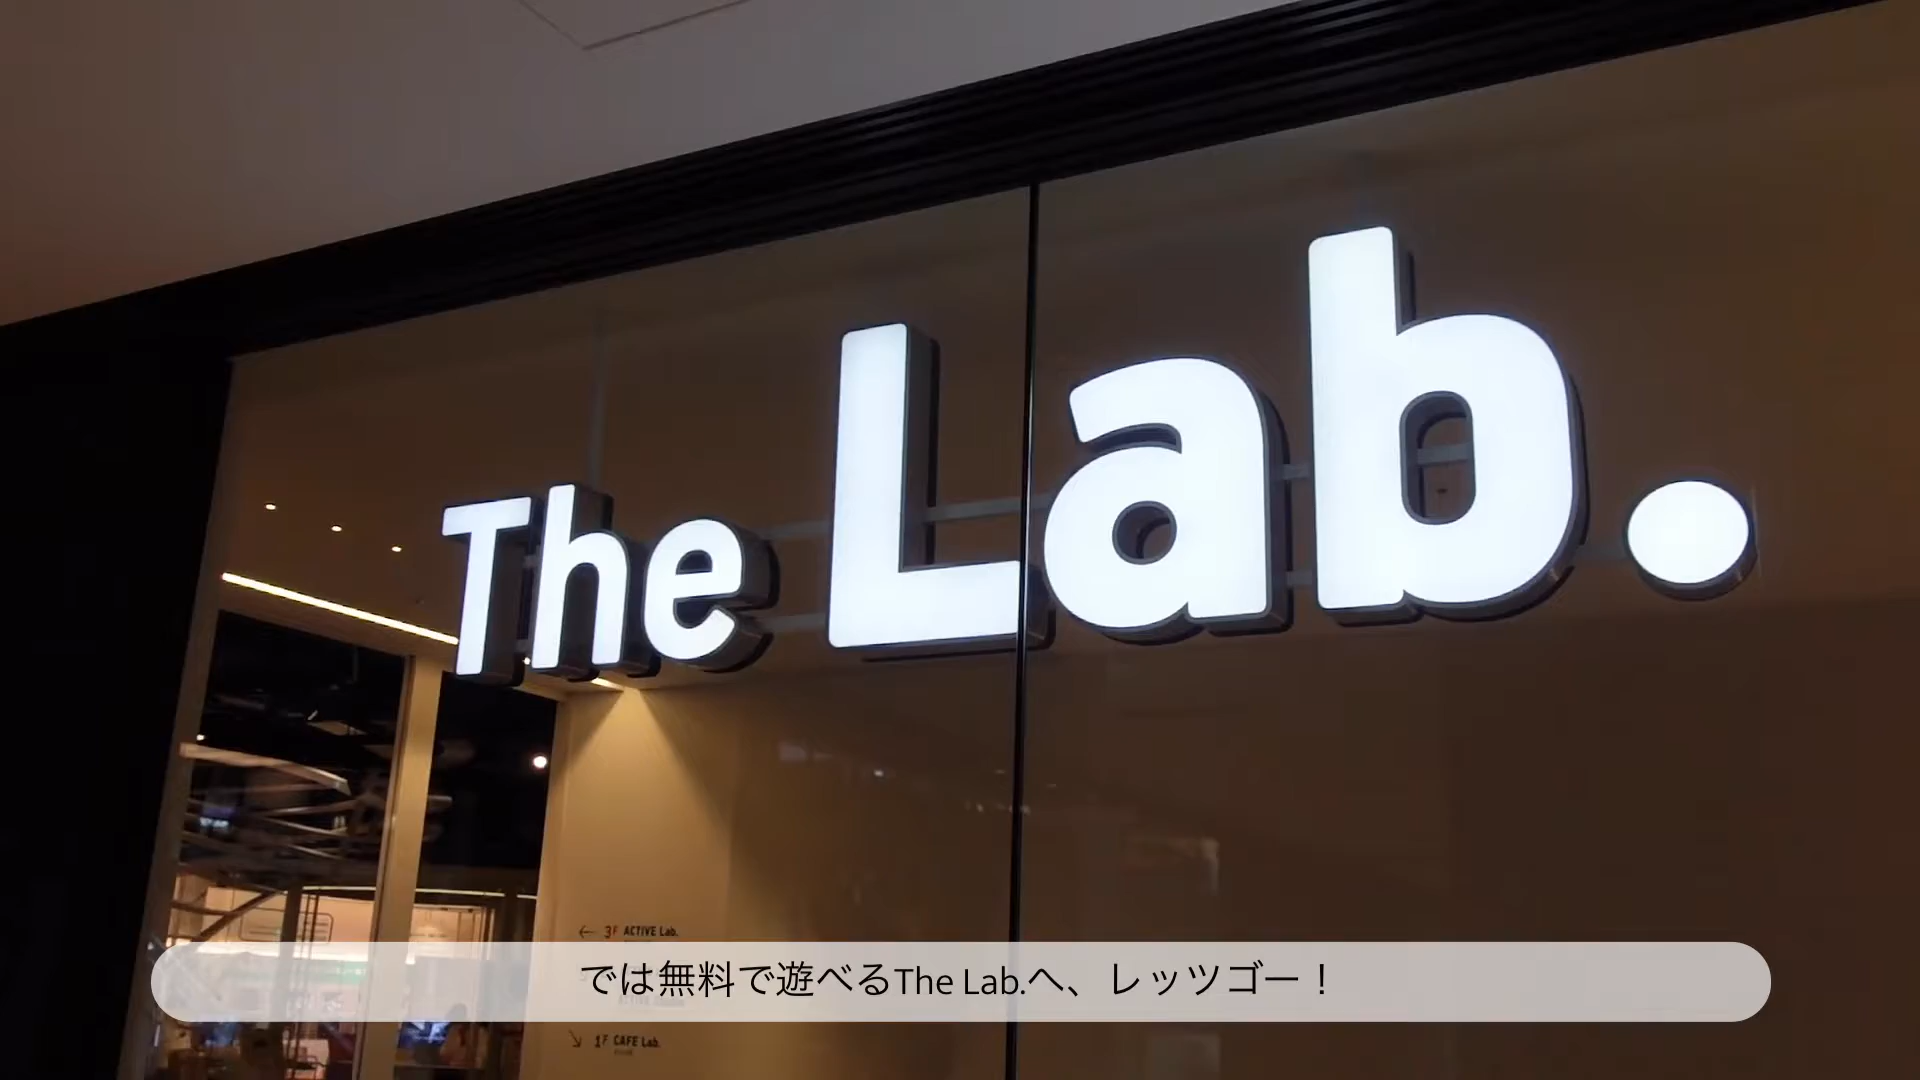 The Lab.
← 3F ACTIVE Lab.
では無料で遊べるThe Lab.へ、レッツゴー！
↘ 1F CAFE Lab.